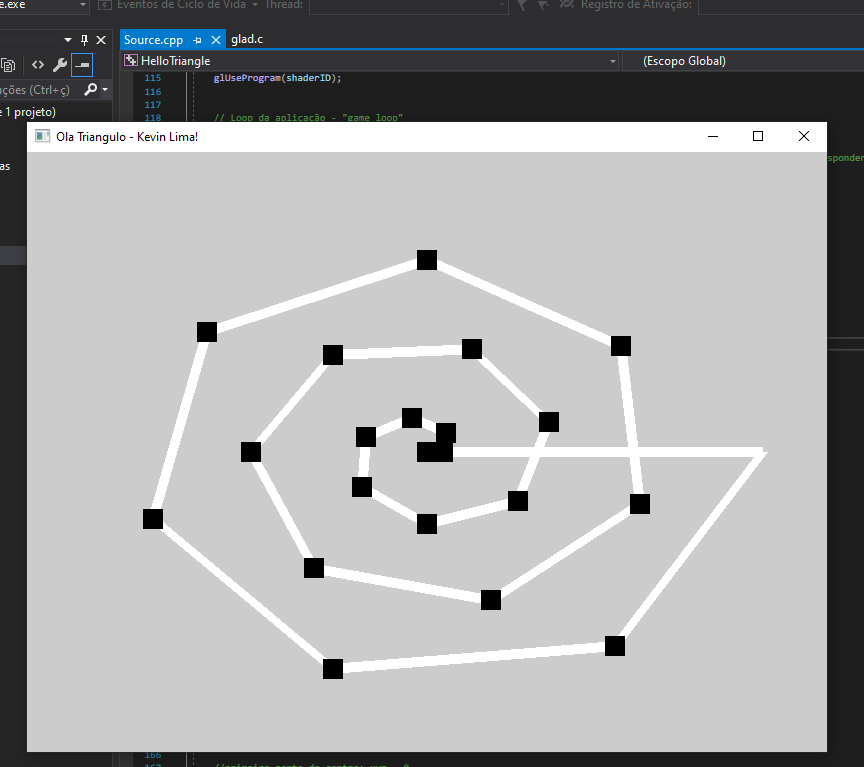 e.exe Eventos de Ciclo de Vida Thread: Registro de Ativação:
Source.cpp glad.c
HelloTriangle (Escopo Global)
ções (Ctrl+ç)
e 1 projeto)
as
115 glUseProgram(shaderID);
116
117
118 // Loop da aplicação - "game loop"
Ola Triangulo - Kevin Lima!
sponden
166
167